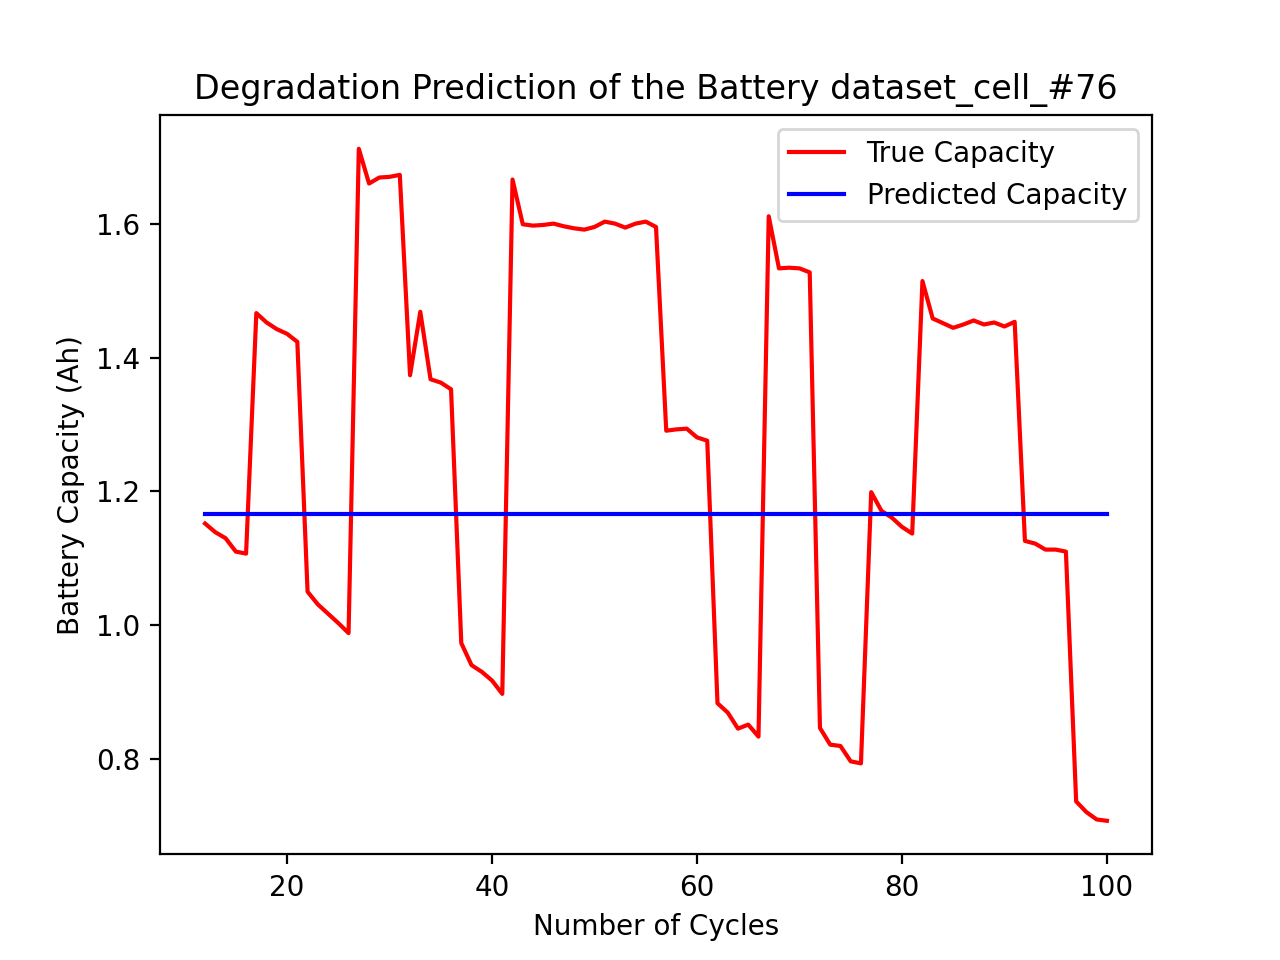 Degradation Prediction of the Battery dataset_cell_#76
True Capacity
Predicted Capacity
Battery Capacity (Ah)
1.6
1.4
1.2
1.0
0.8
20 40 60 80 100
Number of Cycles